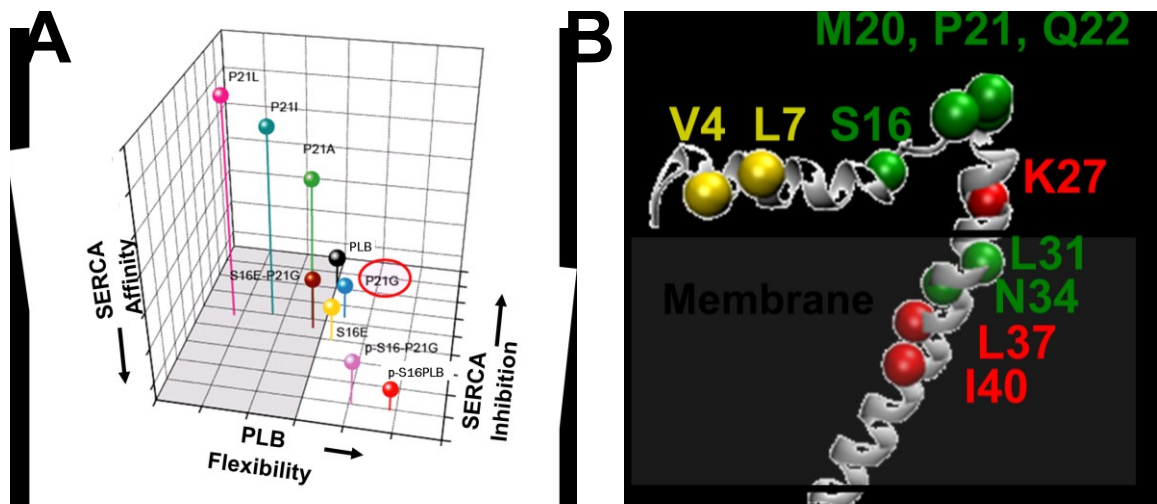 A
P21L
P21I
P21A
PLB
S16E-P21G
P21G
S16E
p-S16-P21G
p-S16PLB
SERCA
Affinity
PLB
Flexibility
SERCA
Inhibition
B
M20, P21, Q22
V4 L7 S16
K27
L31
Membrane
N34
L37
I40